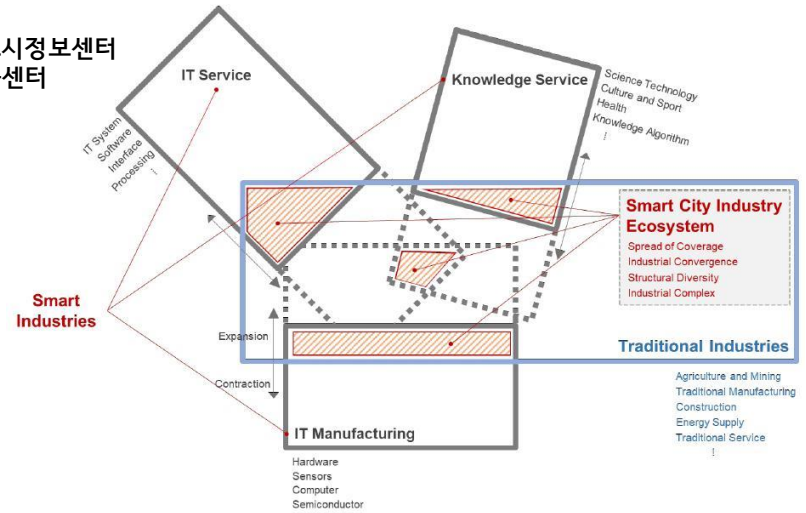 시정보센터
센터
IT Service
IT System
Software
Interface
Processing
⋮
Knowledge Service
Science Technology
Culture and Sport
Health
Knowledge Algorithm
⋮
Smart City Industry
Ecosystem
Spread of Coverage
Industrial Convergence
Structural Diversity
Industrial Complex
Smart
Industries
Expansion
Contraction
Traditional Industries
Agriculture and Mining
Traditional Manufacturing
Construction
Energy Supply
Traditional Service
⋮
IT Manufacturing
Hardware
Sensors
Computer
Semiconductor